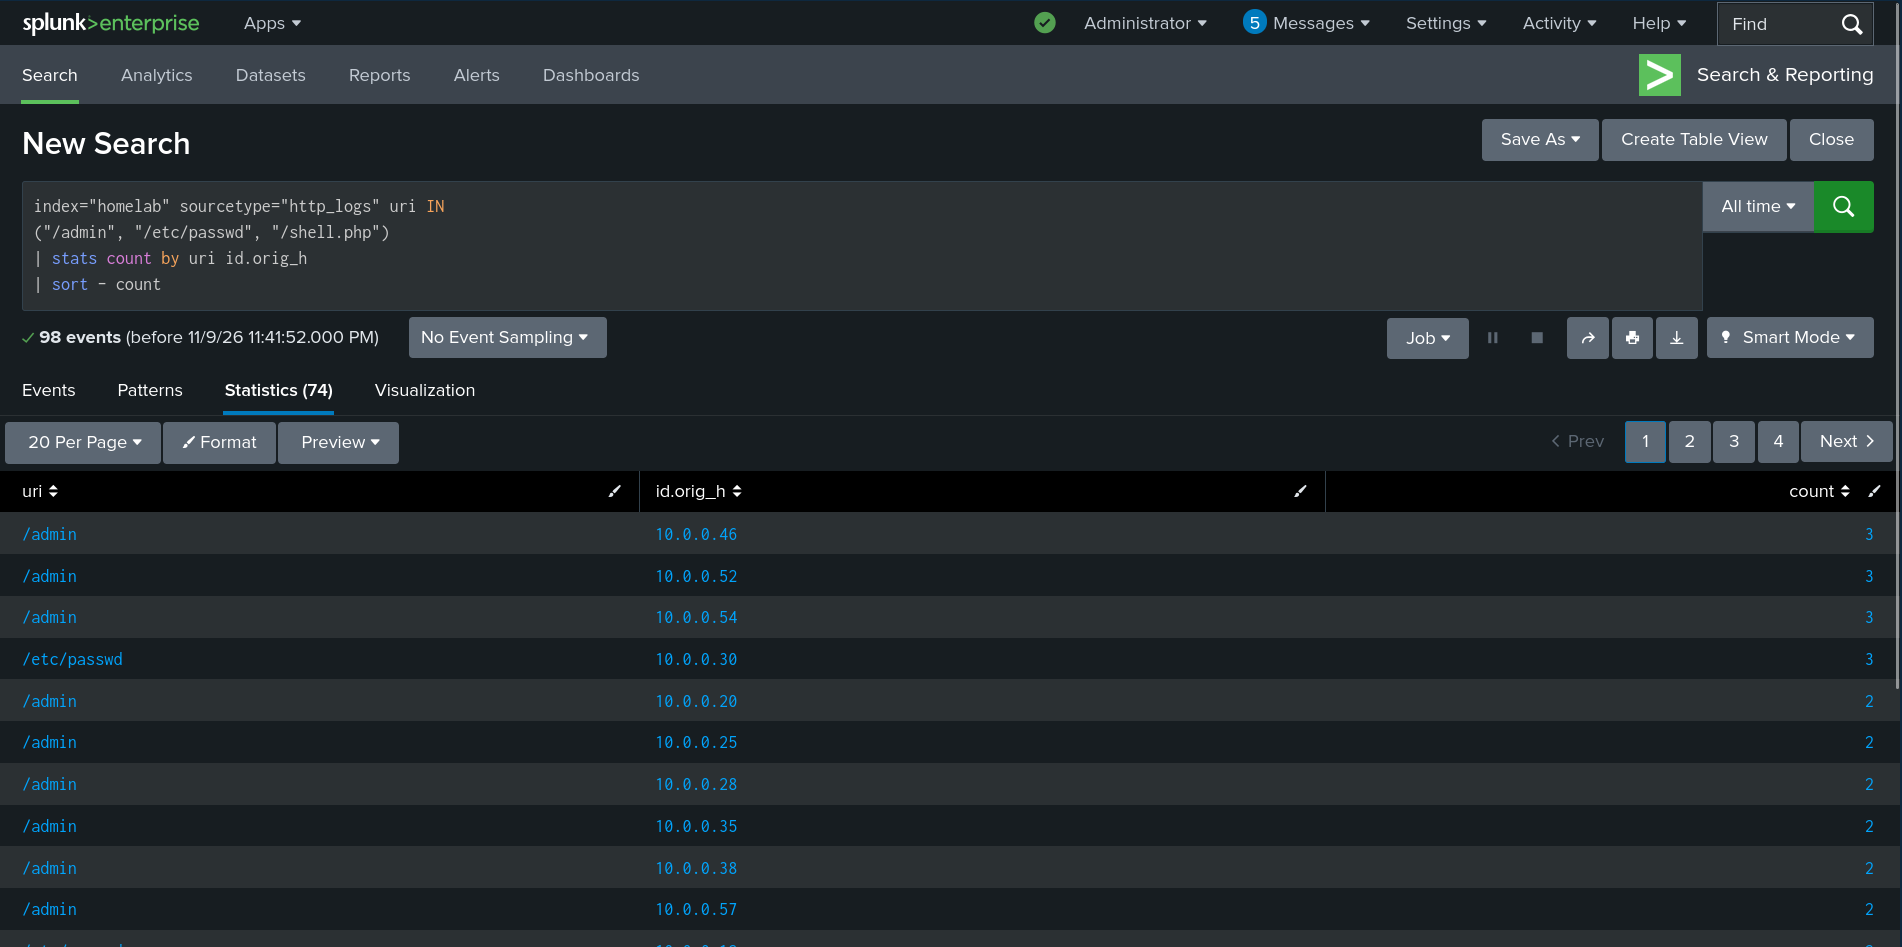 splunk>enterprise Apps Administrator 5 Messages Settings Activity Help Find
Search Analytics Datasets Reports Alerts Dashboards Search & Reporting
New Search Save As Create Table View Close
index="homelab" sourcetype="http_logs" uri IN All time
("/admin", "/etc/passwd", "/shell.php")
| stats count by uri id.orig_h
| sort - count
98 events (before 11/9/26 11:41:52.000 PM) No Event Sampling Job Smart Mode
Events Patterns Statistics (74) Visualization
20 Per Page Format Preview < Prev 1 2 3 4 Next >
uri id.orig_h count
/admin 10.0.0.46 3
/admin 10.0.0.52 3
/admin 10.0.0.54 3
/etc/passwd 10.0.0.30 3
/admin 10.0.0.20 2
/admin 10.0.0.25 2
/admin 10.0.0.28 2
/admin 10.0.0.35 2
/admin 10.0.0.38 2
/admin 10.0.0.57 2